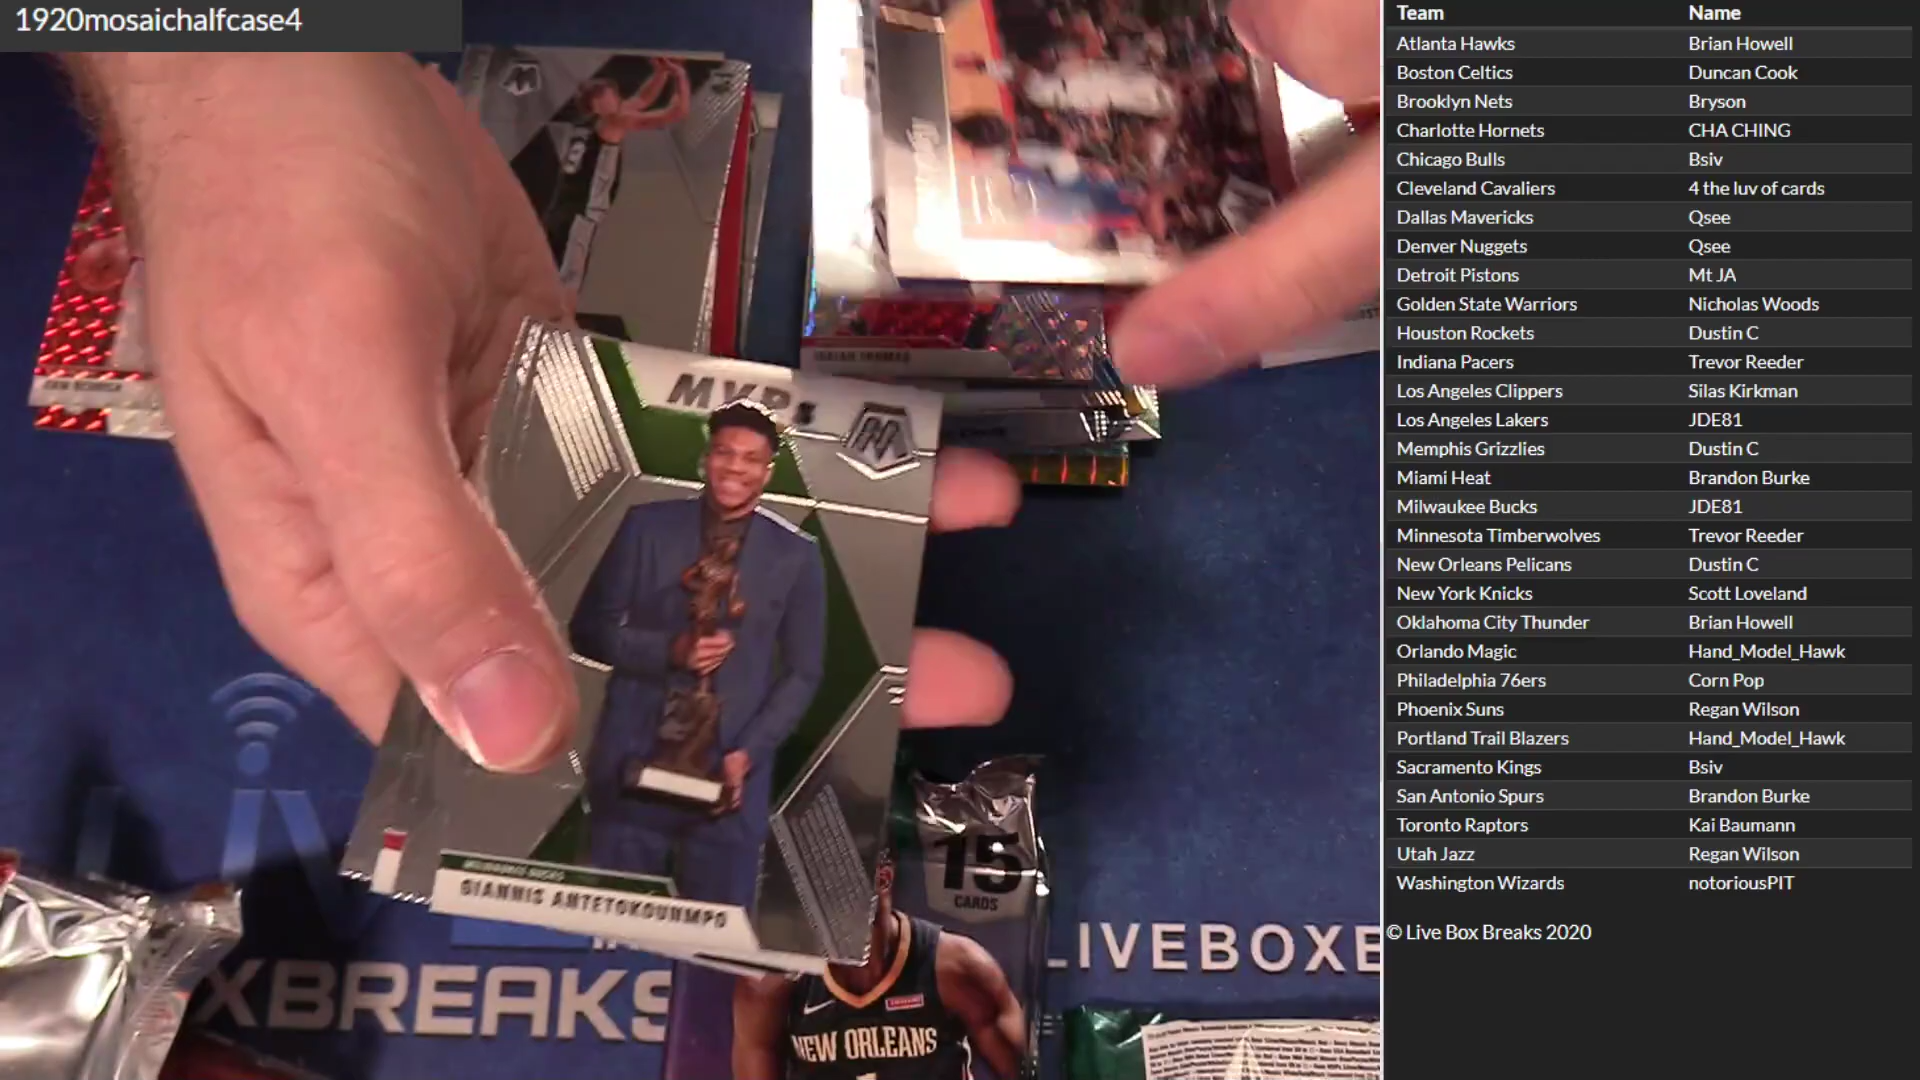 1920mosaichalfcase4
MVPs
ISAIAH THOMAS
MILWAUKEE BUCKS
GIANNIS ANTETOKOUNMPO
15
CARDS
LIVEBOXE
XBREAKS
NEW ORLEANS
Team Name
Atlanta Hawks Brian Howell
Boston Celtics Duncan Cook
Brooklyn Nets Bryson
Charlotte Hornets CHA CHING
Chicago Bulls Bsiv
Cleveland Cavaliers 4 the luv of cards
Dallas Mavericks Qsee
Denver Nuggets Qsee
Detroit Pistons Mt JA
Golden State Warriors Nicholas Woods
Houston Rockets Dustin C
Indiana Pacers Trevor Reeder
Los Angeles Clippers Silas Kirkman
Los Angeles Lakers JDE81
Memphis Grizzlies Dustin C
Miami Heat Brandon Burke
Milwaukee Bucks JDE81
Minnesota Timberwolves Trevor Reeder
New Orleans Pelicans Dustin C
New York Knicks Scott Loveland
Oklahoma City Thunder Brian Howell
Orlando Magic Hand_Model_Hawk
Philadelphia 76ers Corn Pop
Phoenix Suns Regan Wilson
Portland Trail Blazers Hand_Model_Hawk
Sacramento Kings Bsiv
San Antonio Spurs Brandon Burke
Toronto Raptors Kai Baumann
Utah Jazz Regan Wilson
Washington Wizards notoriousPIT
© Live Box Breaks 2020